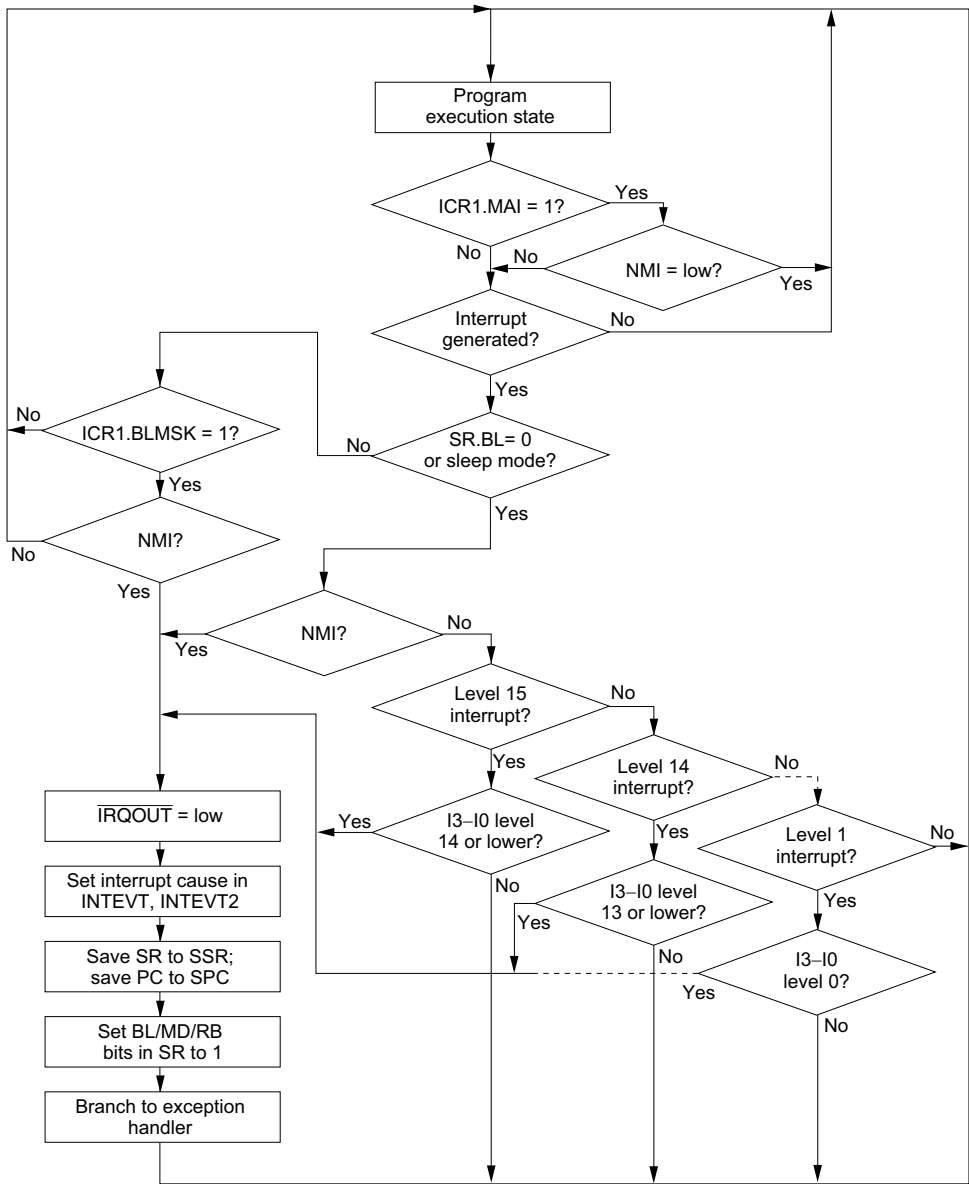 Program
execution state
Yes
ICR1.MAI = 1?
No
No
NMI = low?
Yes
Interrupt
generated?
No
Yes
No
ICR1.BLMSK = 1?
No
SR.BL= 0
or sleep mode?
Yes
Yes
NMI?
No
Yes
NMI?
No
Yes
Level 15
interrupt?
No
Yes
Level 14
interrupt?
No
IRQOUT = low
Yes
I3–I0 level
14 or lower?
Yes
Level 1
interrupt?
No
No
Set interrupt cause in
INTEVT, INTEVT2
I3–I0 level
13 or lower?
Yes
Yes
Save SR to SSR;
save PC to SPC
No
I3–I0
level 0?
Yes
No
Set BL/MD/RB
bits in SR to 1
Branch to exception
handler